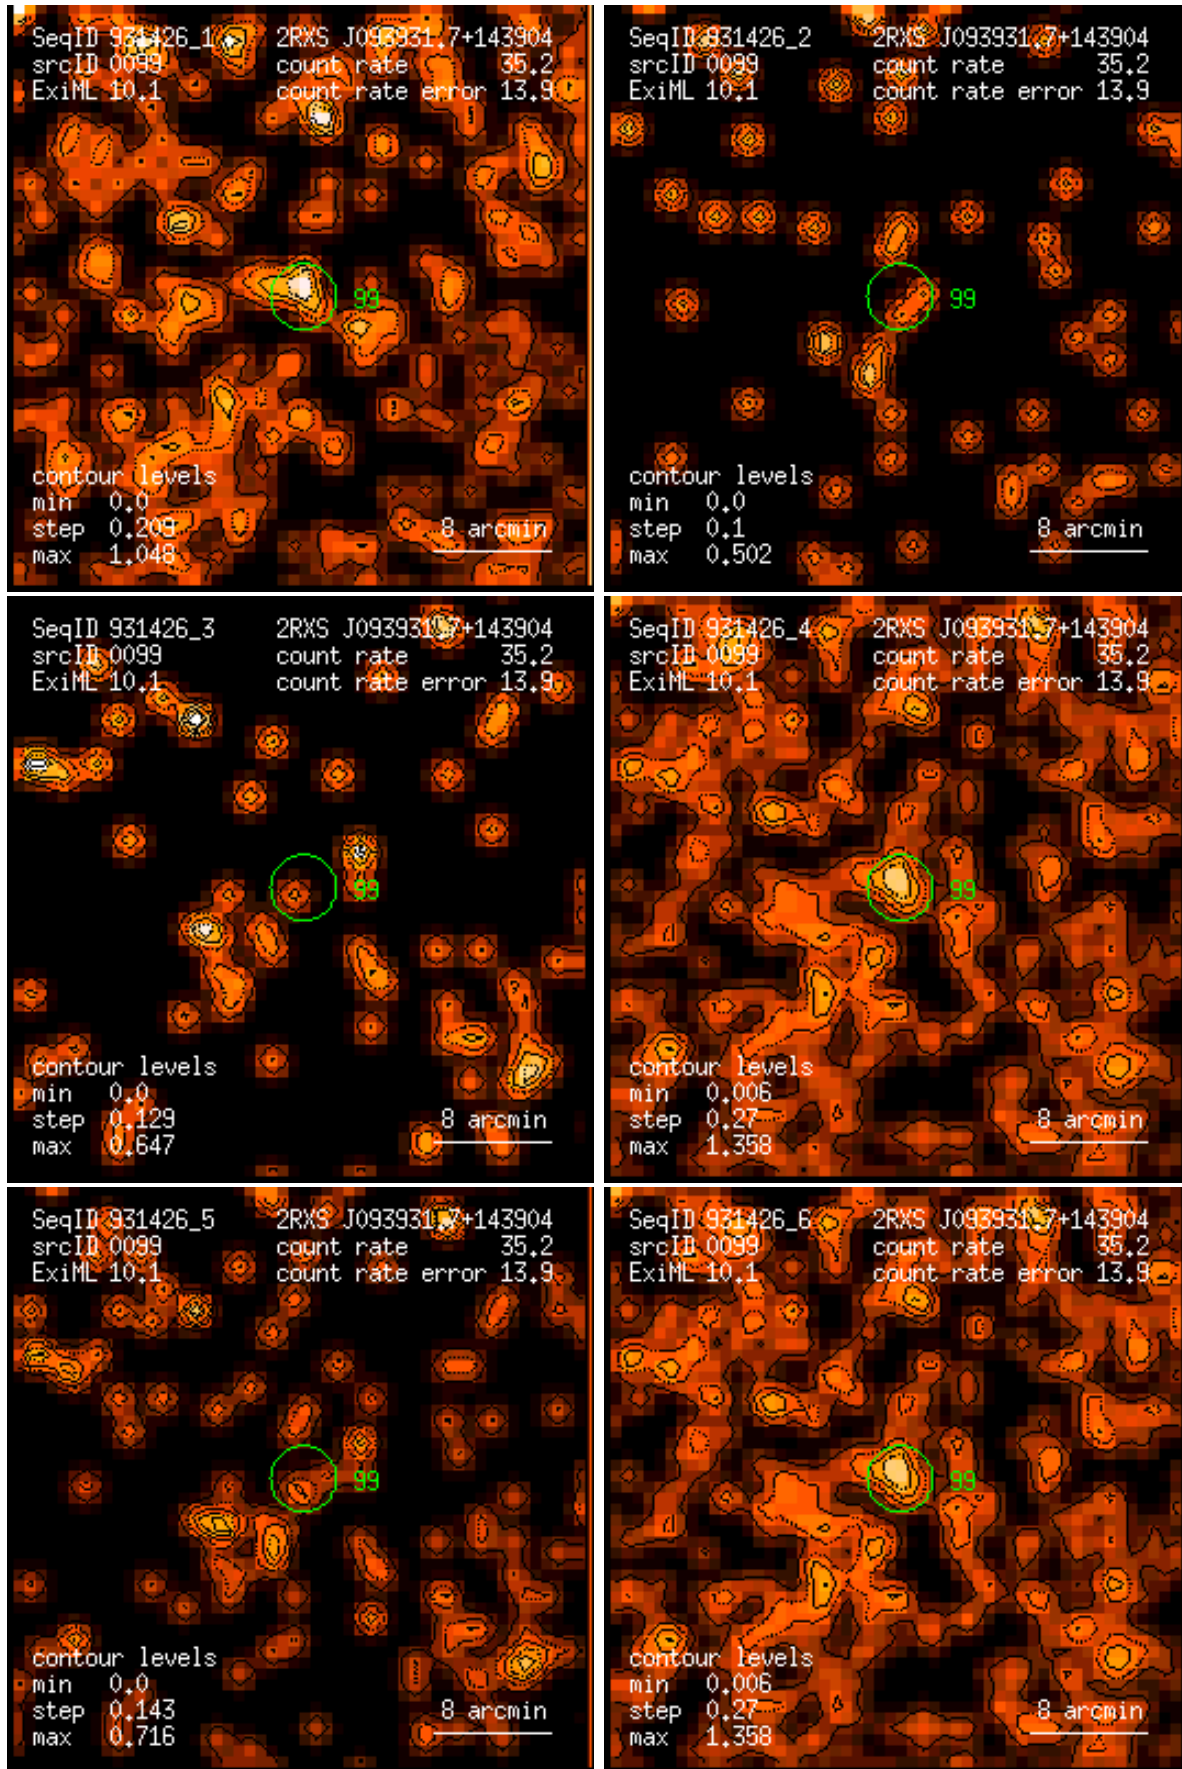 SeqID 931426_1 2RXS J093931.7+143904
srcID 0099 count rate 35.2
ExiML 10.1 count rate error 13.9
99
contour levels
min 0.0
step 0.209 8 arcmin
max 1.048
SeqID 931426_2 2RXS J093931.7+143904
srcID 0099 count rate 35.2
ExiML 10.1 count rate error 13.9
99
contour levels
min 0.0
step 0.1 8 arcmin
max 0.502
SeqID 931426_3 2RXS J093931.7+143904
srcID 0099 count rate 35.2
ExiML 10.1 count rate error 13.9
99
contour levels
min 0.0
step 0.129 8 arcmin
max 0.647
SeqID 931426_4 2RXS J093931.7+143904
srcID 0099 count rate 35.2
ExiML 10.1 count rate error 13.9
99
contour levels
min 0.006
step 0.27 8 arcmin
max 1.358
SeqID 931426_5 2RXS J093931.7+143904
srcID 0099 count rate 35.2
ExiML 10.1 count rate error 13.9
99
contour levels
min 0.0
step 0.143 8 arcmin
max 0.716
SeqID 931426_6 2RXS J093931.7+143904
srcID 0099 count rate 35.2
ExiML 10.1 count rate error 13.9
99
contour levels
min 0.006
step 0.27 8 arcmin
max 1.358